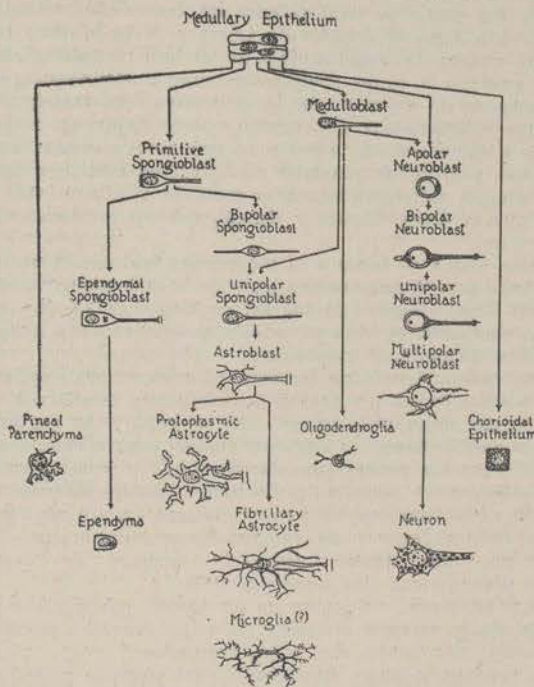 Medullary Epithelium
Medulloblast
Primitive
Spongioblast
Apolar
Neuroblast
Bipolar
Spongioblast
Bipolar
Neuroblast
Ependymal
Spongioblast
Unipolar
Spongioblast
Unipolar
Neuroblast
Astroblast
Multipolar
Neuroblast
Pineal
Parenchyma
Protoplasmic
Astrocyte
Oligodendroglia
Chorioidal
Epithelium
Ependyma
Fibrillary
Astrocyte
Neuron
Microglia (?)